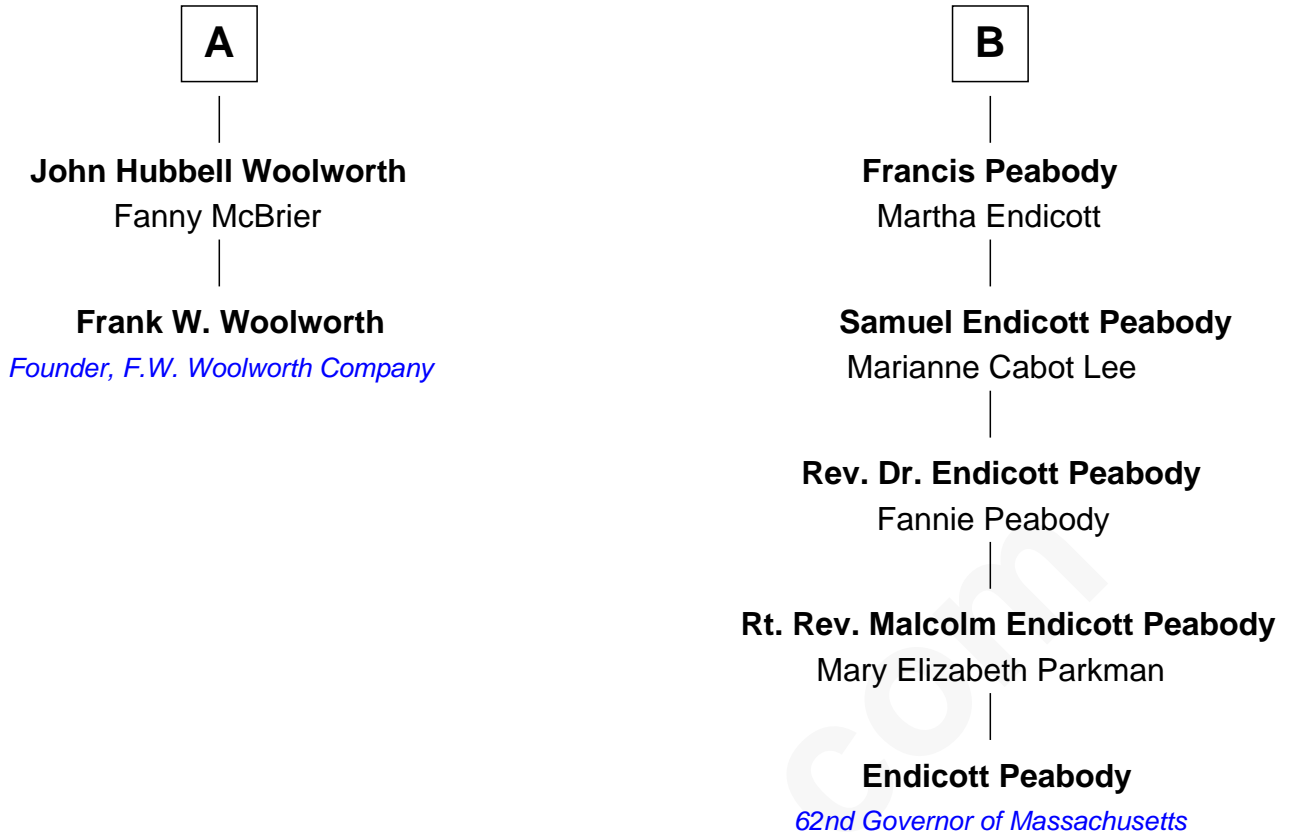 A
John Hubbell Woolworth
Fanny McBrier
Frank W. Woolworth
Founder, F.W. Woolworth Company
B
Francis Peabody
Martha Endicott
Samuel Endicott Peabody
Marianne Cabot Lee
Rev. Dr. Endicott Peabody
Fannie Peabody
Rt. Rev. Malcolm Endicott Peabody
Mary Elizabeth Parkman
Endicott Peabody
62nd Governor of Massachusetts
com